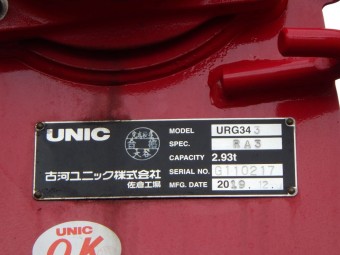 UNIC
古河ユニック株式会社
佐倉工場
MODEL URG343
SPEC. RA3
CAPACITY 2.93t
SERIAL NO. G110217
MFG. DATE 2019.12.
UNIC
O.K